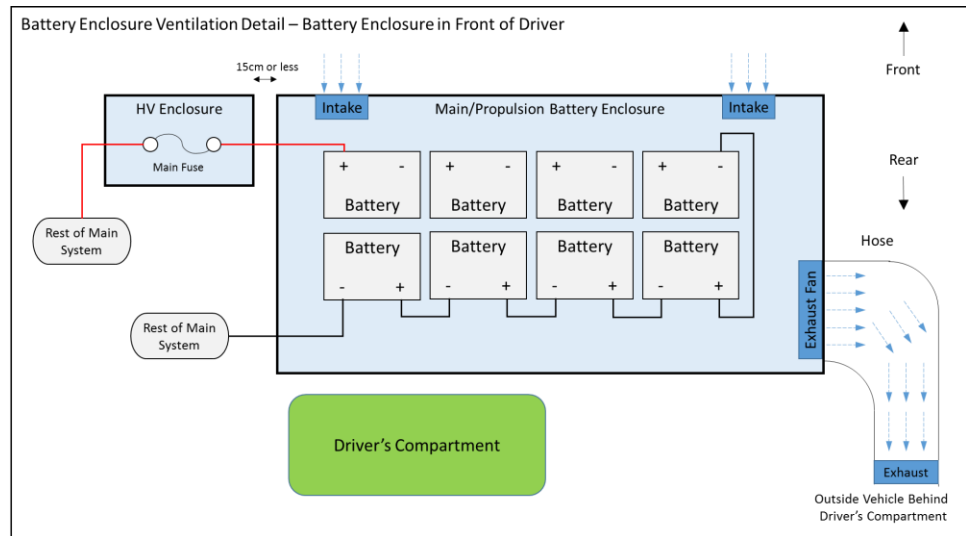 Battery Enclosure Ventilation Detail – Battery Enclosure in Front of Driver
Front
15cm or less
HV Enclosure
Main Fuse
Intake
Main/Propulsion Battery Enclosure
Intake
+ - + - + - + -
Battery Battery Battery Battery
Battery Battery Battery Battery
- + - + - + - +
Rear
Rest of Main
System
Rest of Main
System
Hose
Exhaust Fan
Driver’s Compartment
Exhaust
Outside Vehicle Behind
Driver’s Compartment